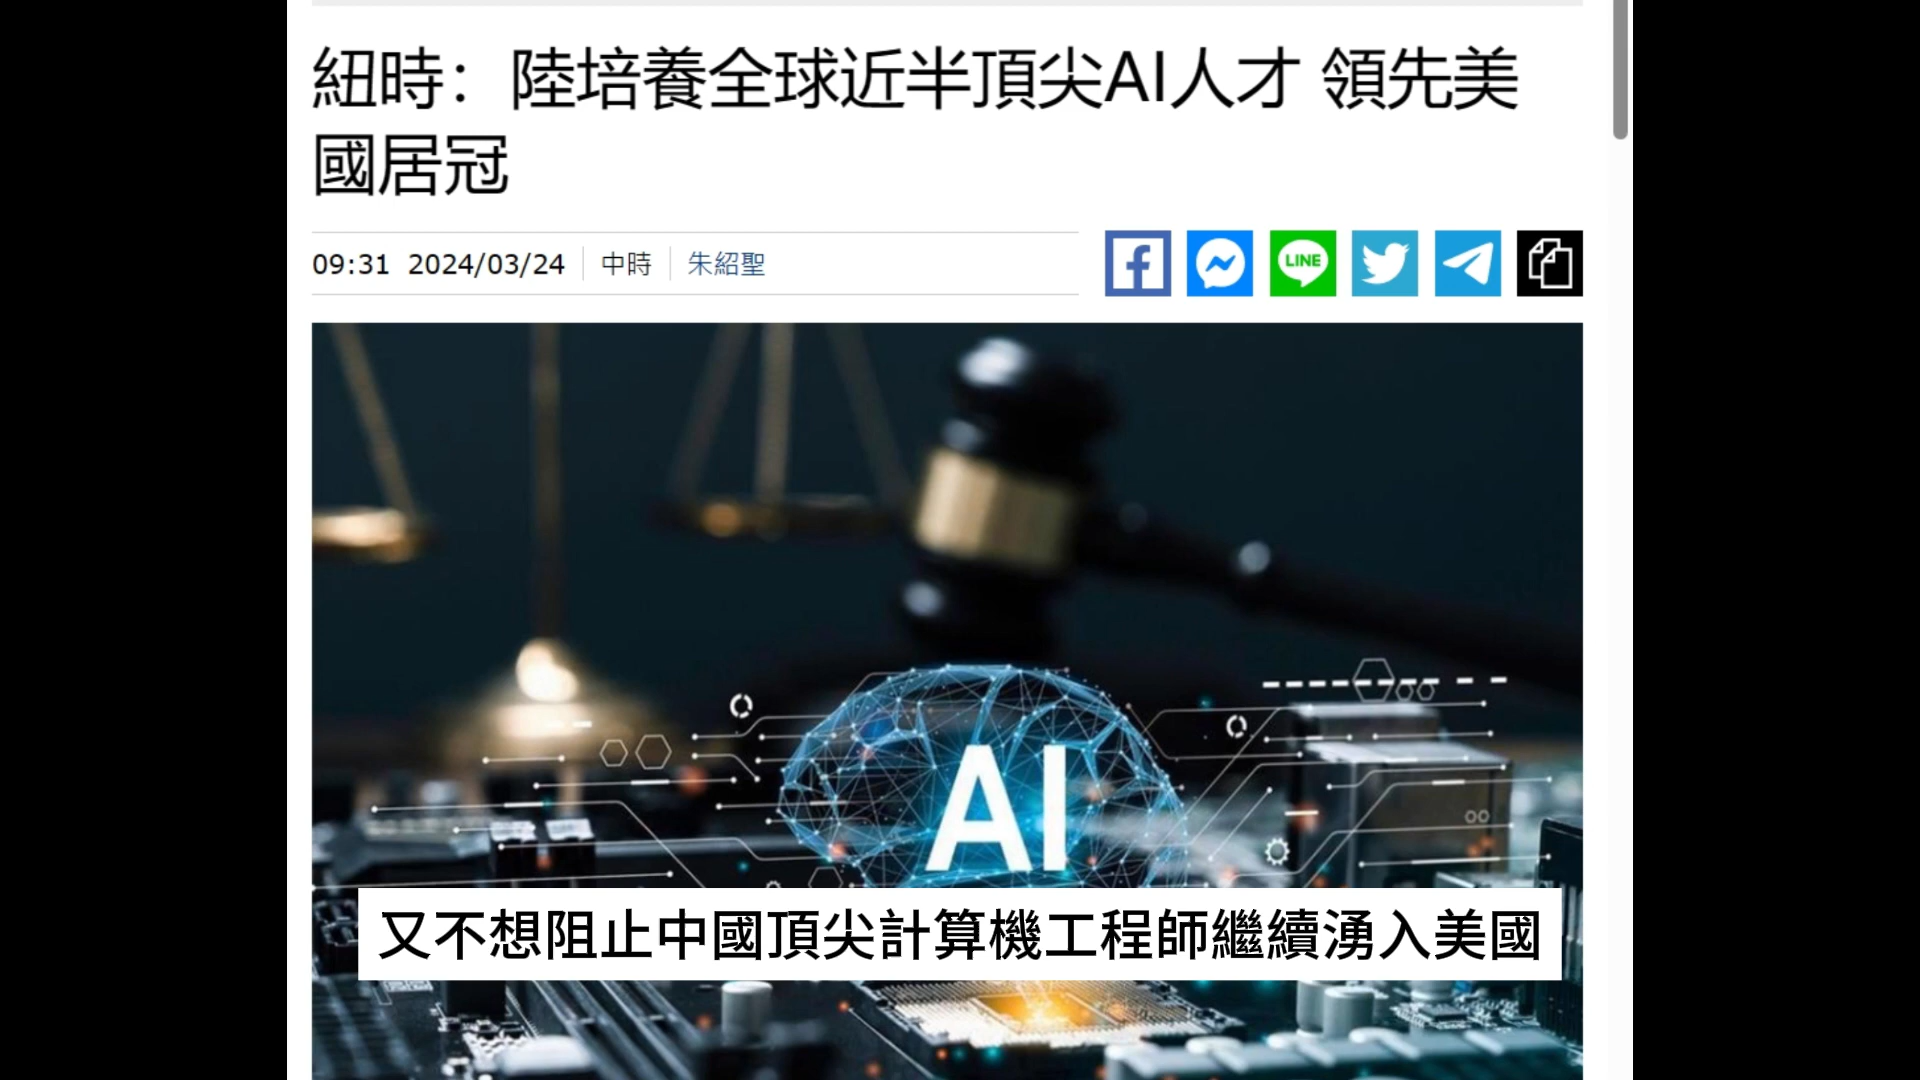 紐時：陸培養全球近半頂尖AI人才 領先美
國居冠
09:31 2024/03/24 中時 朱紹聖
LINE
AI
又不想阻止中國頂尖計算機工程師繼續湧入美國